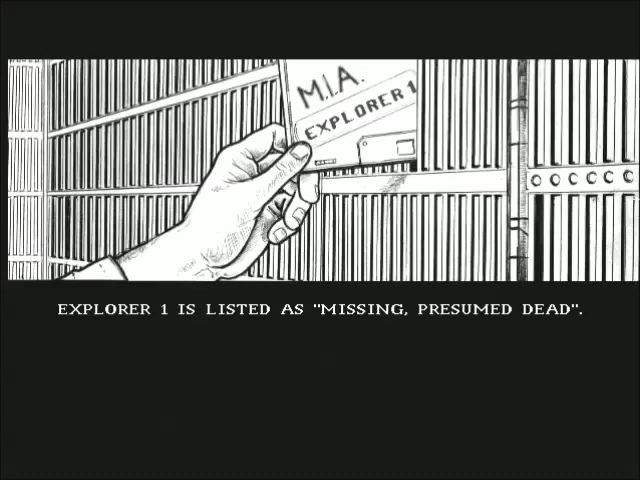 M.I.A.
EXPLORER 1
EXPLORER 1 IS LISTED AS "MISSING, PRESUMED DEAD".